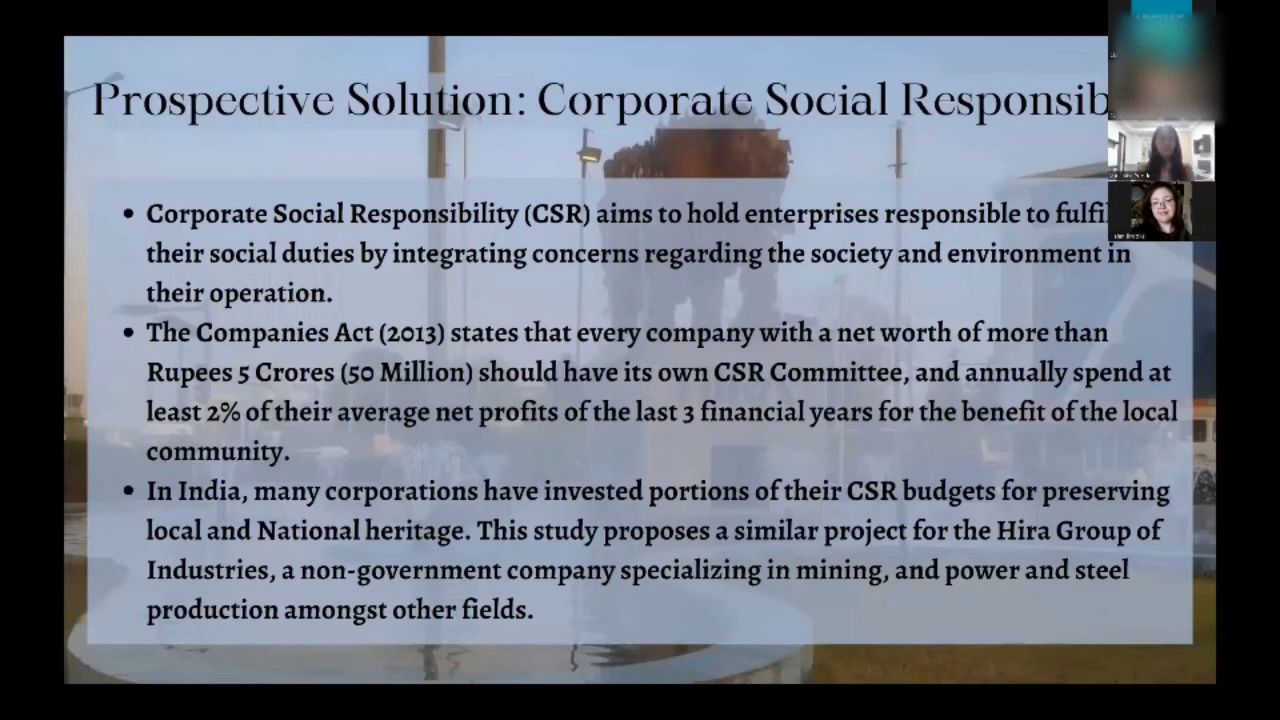 Prospective Solution: Corporate Social Responsib
• Corporate Social Responsibility (CSR) aims to hold enterprises responsible to fulfil
their social duties by integrating concerns regarding the society and environment in
their operation.
• The Companies Act (2013) states that every company with a net worth of more than
Rupees 5 Crores (50 Million) should have its own CSR Committee, and annually spend at
least 2% of their average net profits of the last 3 financial years for the benefit of the local
community.
• In India, many corporations have invested portions of their CSR budgets for preserving
local and National heritage. This study proposes a similar project for the Hira Group of
Industries, a non-government company specializing in mining, and power and steel
production amongst other fields.